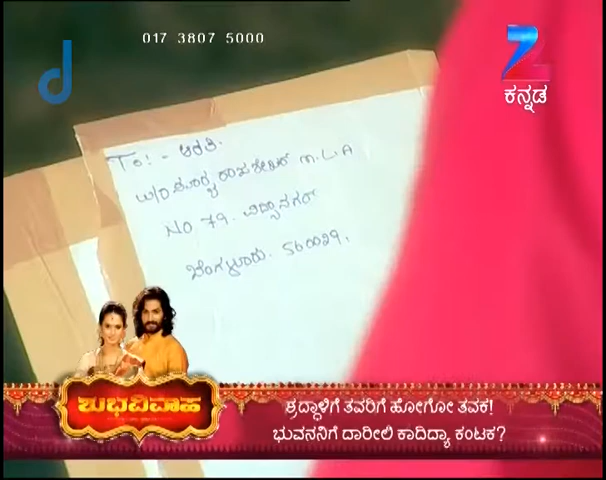 017 3807 5000
d
Z
ಕನ್ನಡ
To:- ಆರತಿ.
W/o ಸೂರ್ಯ ರಾಜಶೇಖರ್ M.L.A
NO 79. ವಿದ್ಯಾನಗರ್
ಬೆಂಗಳೂರು. 560029.
ಶುಭವಿವಾಹ
ಶ್ರದ್ಧಾಳಿಗೆ ತವರಿಗೆ ಹೋಗೋ ತವಕ!
ಭುವನನಿಗೆ ದಾರೀಲಿ ಕಾದಿದ್ಯಾ ಕಂಟಕ?